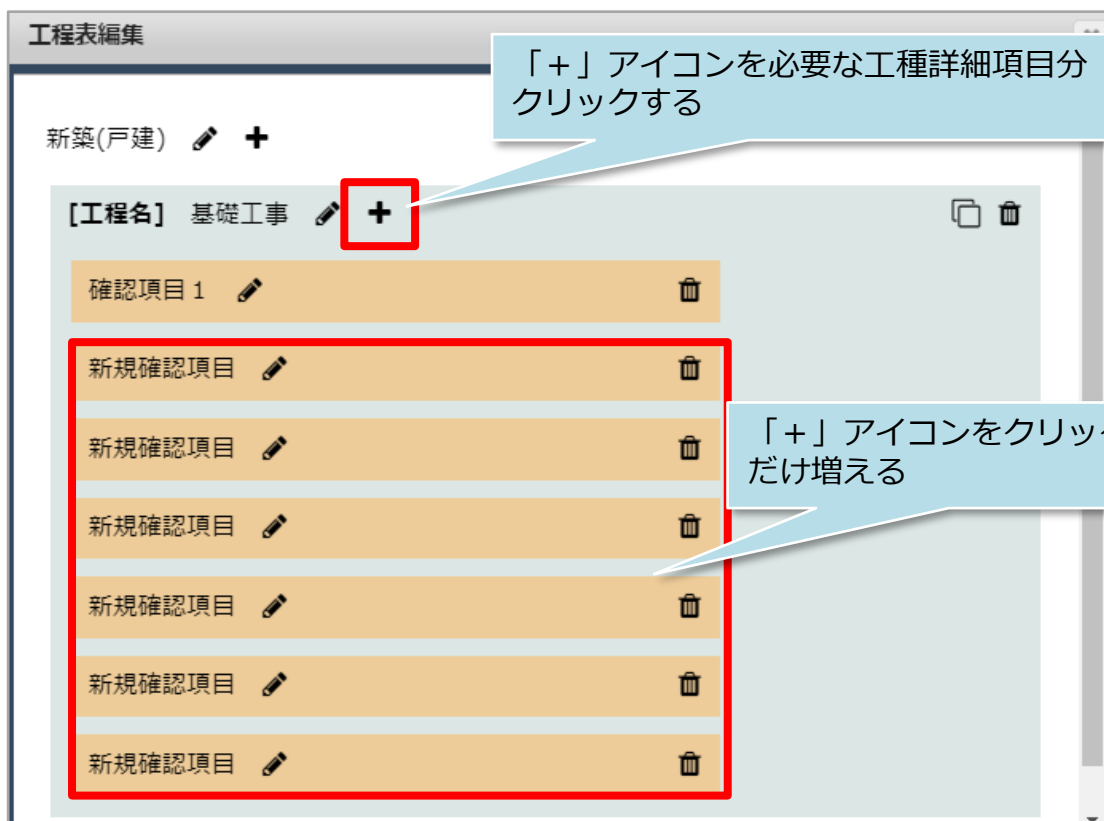 工程表編集
「+」アイコンを必要な工種詳細項目分
クリックする
新築(戸建)
[工程名] 基礎工事
確認項目1
新規確認項目
新規確認項目
「+」アイコンをクリック
だけ増える
新規確認項目
新規確認項目
新規確認項目
新規確認項目